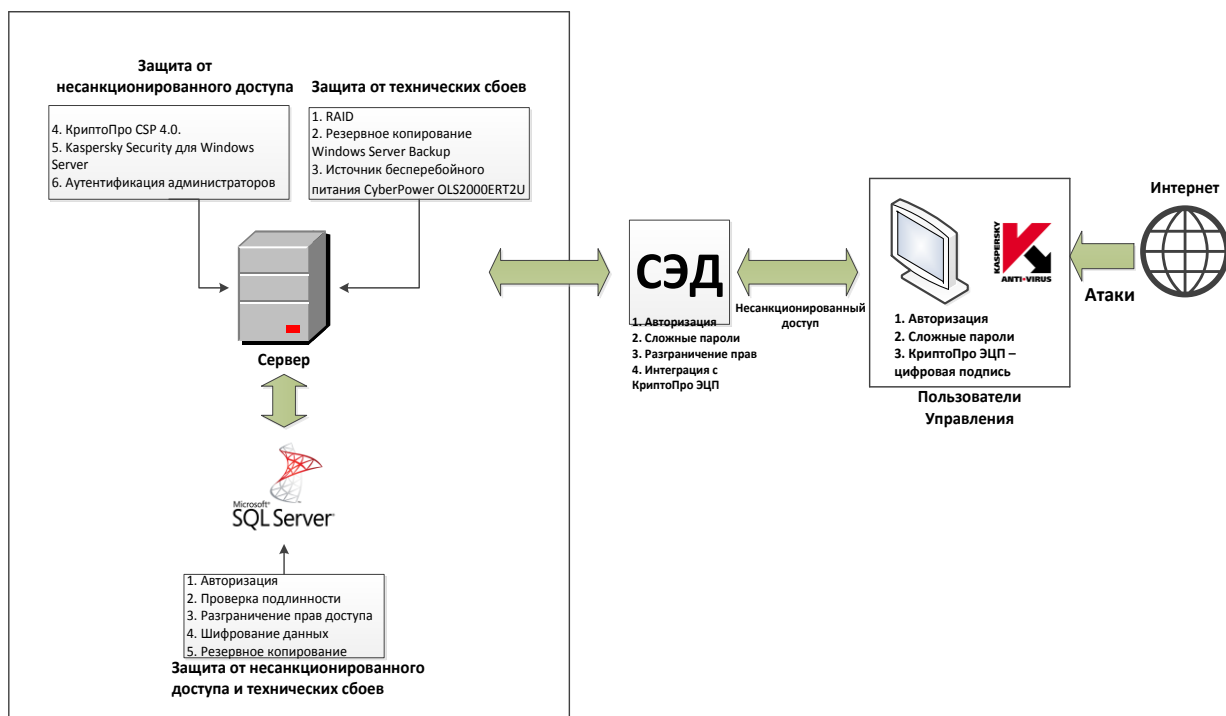 Защита от
несанкционированного доступа
4. КриптоПро CSP 4.0.
5. Kaspersky Security для Windows
Server
6. Аутентификация администраторов
Защита от технических сбоев
1. RAID
2. Резервное копирование
Windows Server Backup
3. Источник бесперебойного
питания CyberPower OLS2000ERT2U
Сервер
Microsoft®
SQL Server®
1. Авторизация
2. Проверка подлинности
3. Разграничение прав доступа
4. Шифрование данных
5. Резервное копирование
Защита от несанкционированного
доступа и технических сбоев
СЭД
1. Авторизация
2. Сложные пароли
3. Разграничение прав
4. Интеграция с
КриптоПро ЭЦП
Несанкционированный
доступ
KASPERSKY
ANTI-VIRUS
1. Авторизация
2. Сложные пароли
3. КриптоПро ЭЦП –
цифровая подпись
Пользователи
Управления
Интернет
Атаки